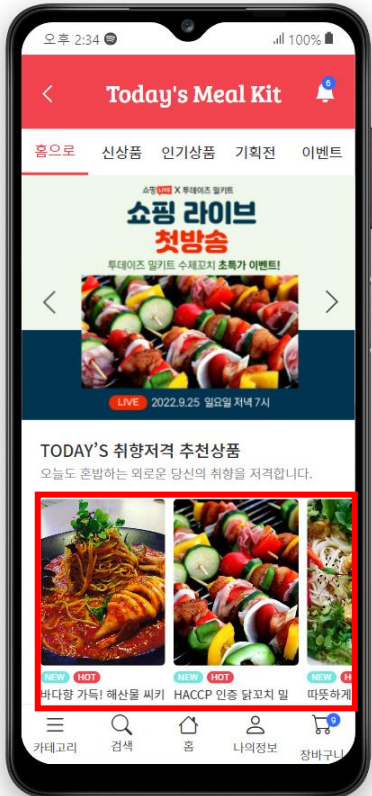 오후 2:34
100%
Today's Meal Kit
6
홈으로 신상품 인기상품 기획전 이벤트
쇼핑 LIVE X 투데이즈 밀키트
쇼핑 라이브
첫방송
투데이즈 밀키트 수제꼬치 초특가 이벤트!
LIVE 2022.9.25 일요일 저녁 7시
TODAY'S 취향저격 추천상품
오늘도 혼밥하는 외로운 당신의 취향을 저격합니다.
NEW HOT
바다향 가득! 해산물 씨키
NEW HOT
HACCP 인증 닭꼬치 밀
NEW
따뜻하게
카테고리
검색
홈
나의정보
9
장바구니